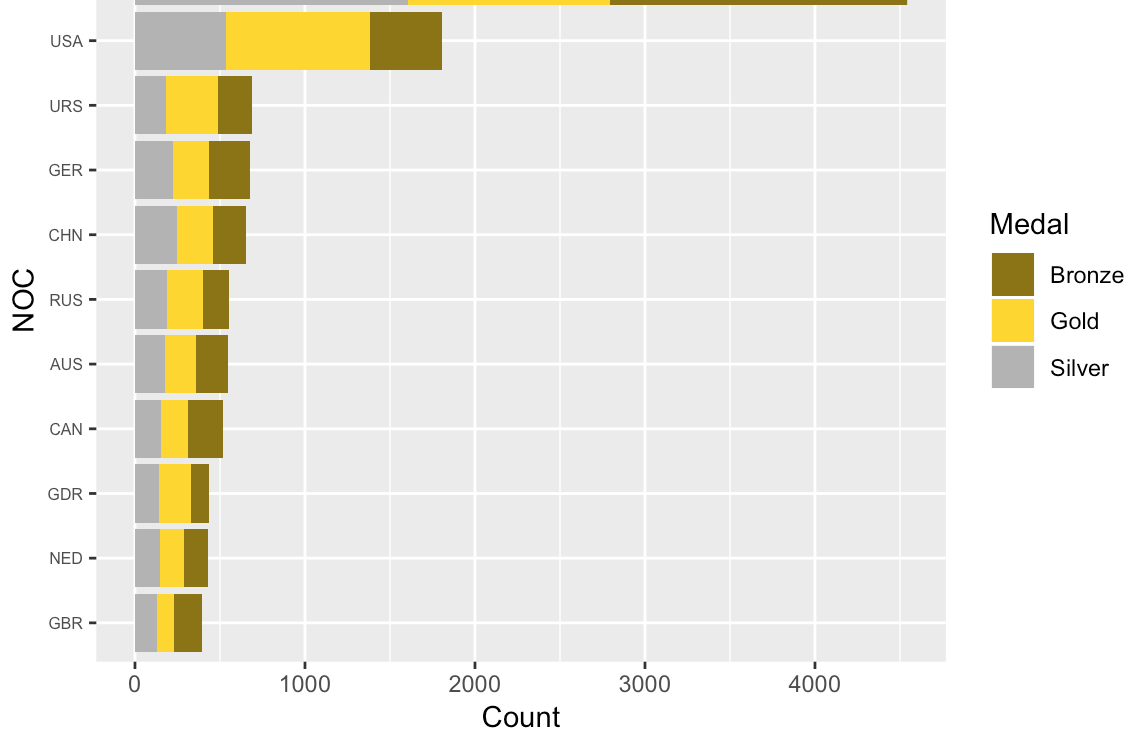 USA
URS
GER
CHN
RUS
AUS
CAN
GDR
NED
GBR
NOC
0 1000 2000 3000 4000
Count
Medal
Bronze
Gold
Silver